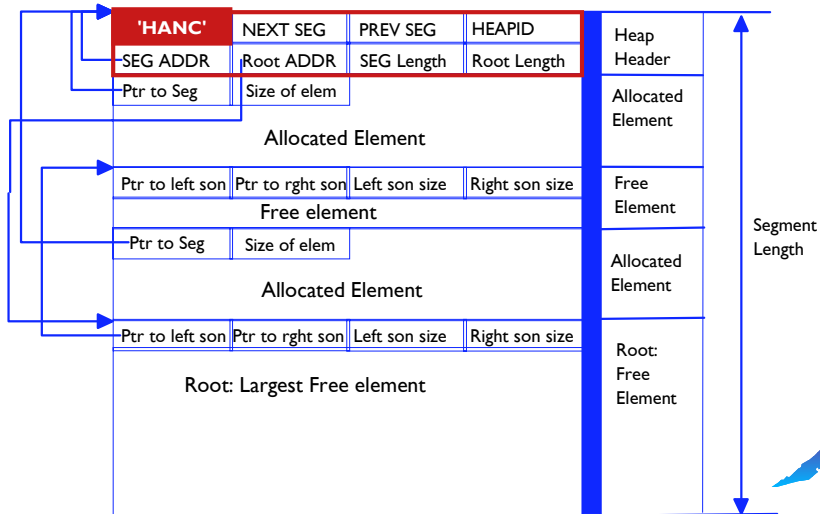 'HANC' NEXT SEG PREV SEG HEAPID
Heap
Header
SEG ADDR Root ADDR SEG Length Root Length
Ptr to Seg Size of elem
Allocated
Element
Allocated Element
Ptr to left son Ptr to rght son Left son size Right son size
Free
Element
Free element
Segment
Length
Ptr to Seg Size of elem
Allocated
Element
Allocated Element
Ptr to left son Ptr to rght son Left son size Right son size
Root:
Free
Element
Root: Largest Free element